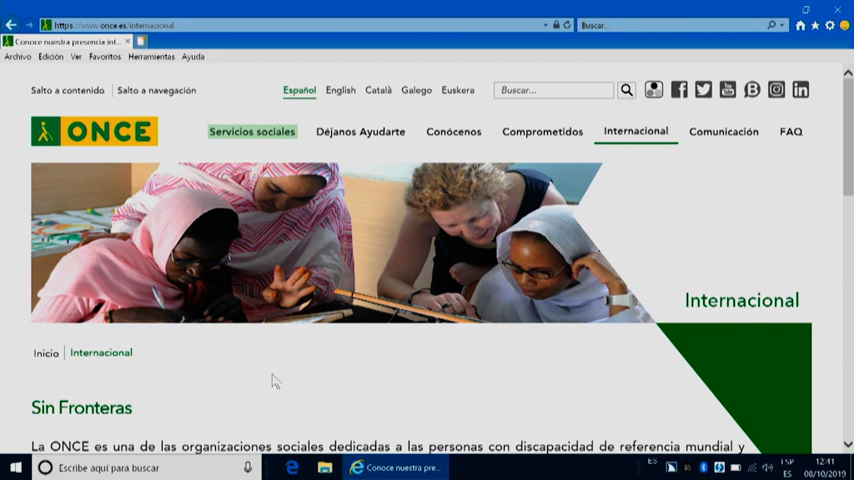 https://www.once.es/internacional
Buscar...
Conoce nuestra presencia int...
Archivo Edición Ver Favoritos Herramientas Ayuda
Salto a contenido Salto a navegación
Español English Català Galego Euskera
Buscar...
ONCE
Servicios sociales Déjanos Ayudarte Conócenos Comprometidos Internacional Comunicación FAQ
Internacional
Inicio Internacional
Sin Fronteras
La ONCE es una de las organizaciones sociales dedicadas a las personas con discapacidad de referencia mundial y
Escribe aquí para buscar
Conoce nuestra pre...
ES
ESP
ES
12:41
08/10/2019